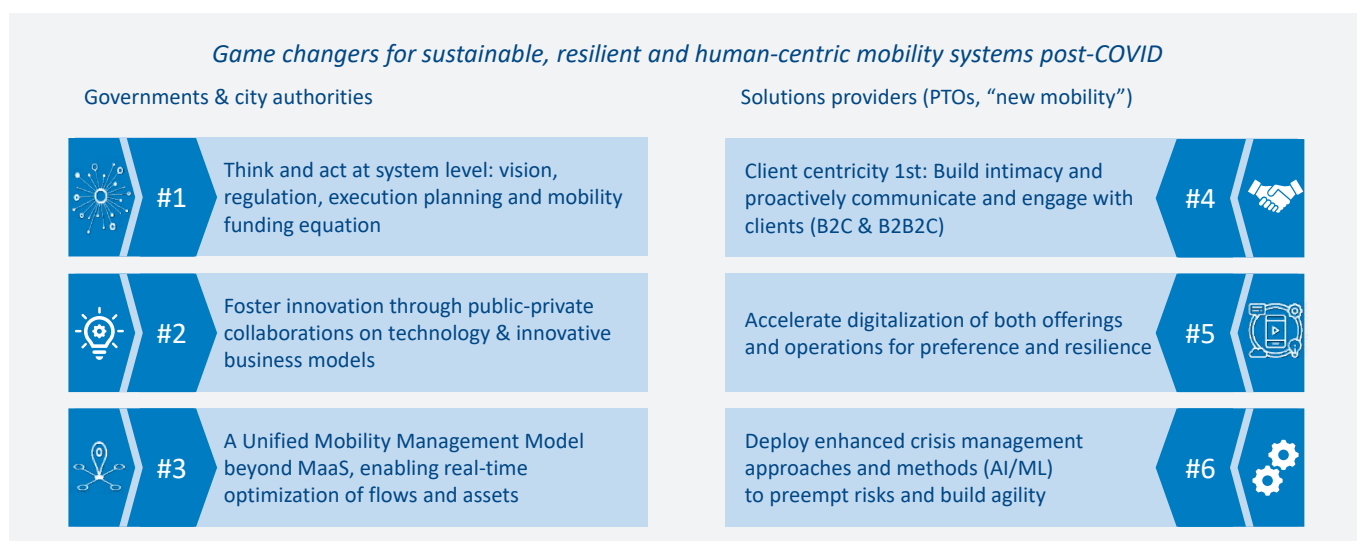 Game changers for sustainable, resilient and human-centric mobility systems post-COVID
Governments & city authorities
#1
Think and act at system level: vision,
regulation, execution planning and mobility
funding equation
#2
Foster innovation through public-private
collaborations on technology & innovative
business models
#3
A Unified Mobility Management Model
beyond MaaS, enabling real-time
optimization of flows and assets
Solutions providers (PTOs, “new mobility”)
Client centricity 1st: Build intimacy and
proactively communicate and engage with
clients (B2C & B2B2C)
#4
Accelerate digitalization of both offerings
and operations for preference and resilience
#5
Deploy enhanced crisis management
approaches and methods (AI/ML)
to preempt risks and build agility
#6